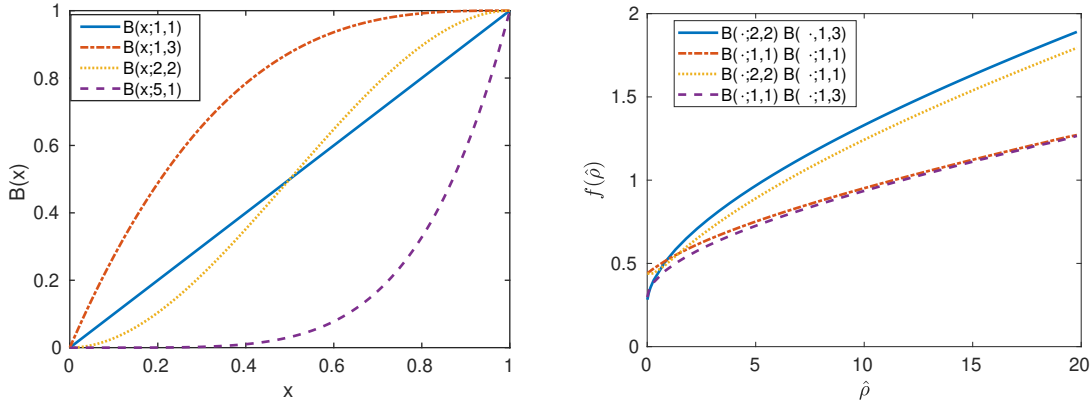 1
0.8
0.6
0.4
0.2
0
B(x)
B(x;1,1)
B(x;1,3)
B(x;2,2)
B(x;5,1)
0 0.2 0.4 0.6 0.8 1
x
2
1.5
1
0.5
0
f(ρ̂)
B(·;2,2) B( ·,1,3)
B(·;1,1) B( ·;1,1)
B(·;2,2) B( ·;1,1)
B(·;1,1) B( ·;1,3)
0 5 10 15 20
ρ̂